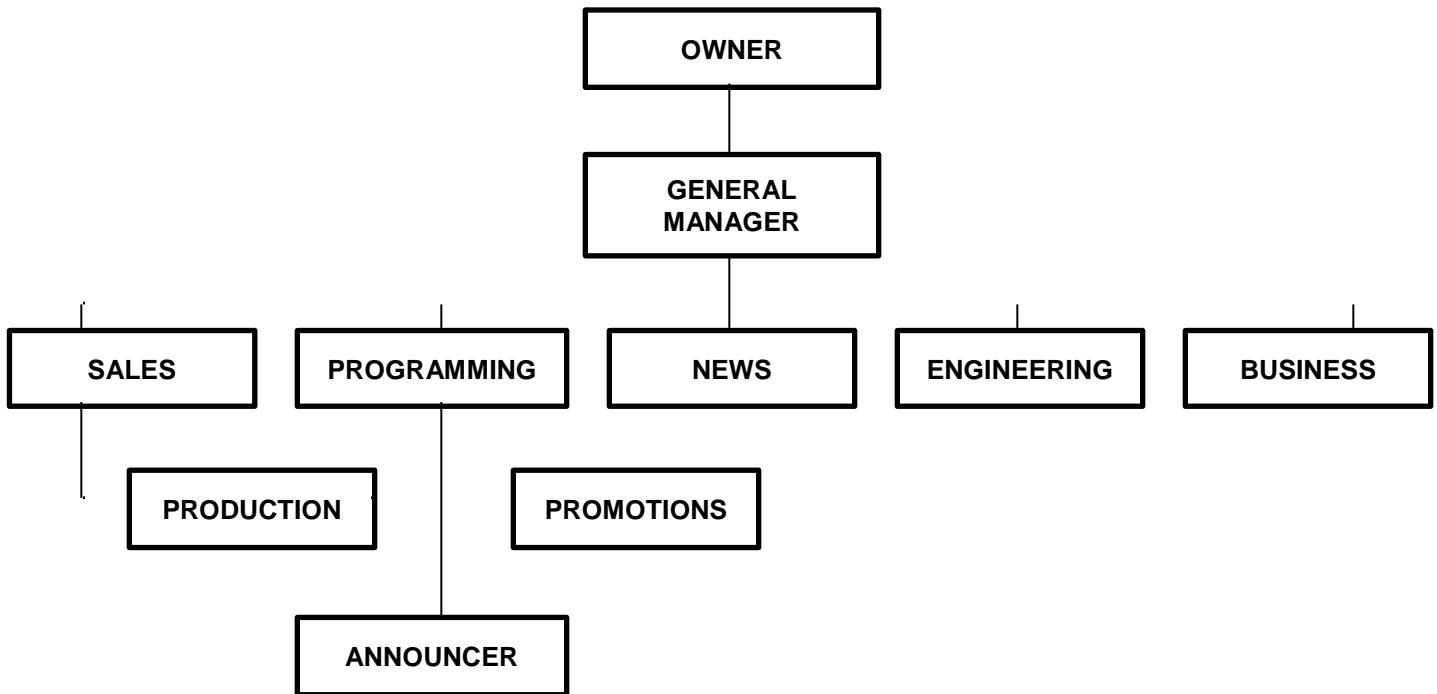 OWNER
GENERAL
MANAGER
SALES
PROGRAMMING
NEWS
ENGINEERING
BUSINESS
PRODUCTION
PROMOTIONS
ANNOUNCER